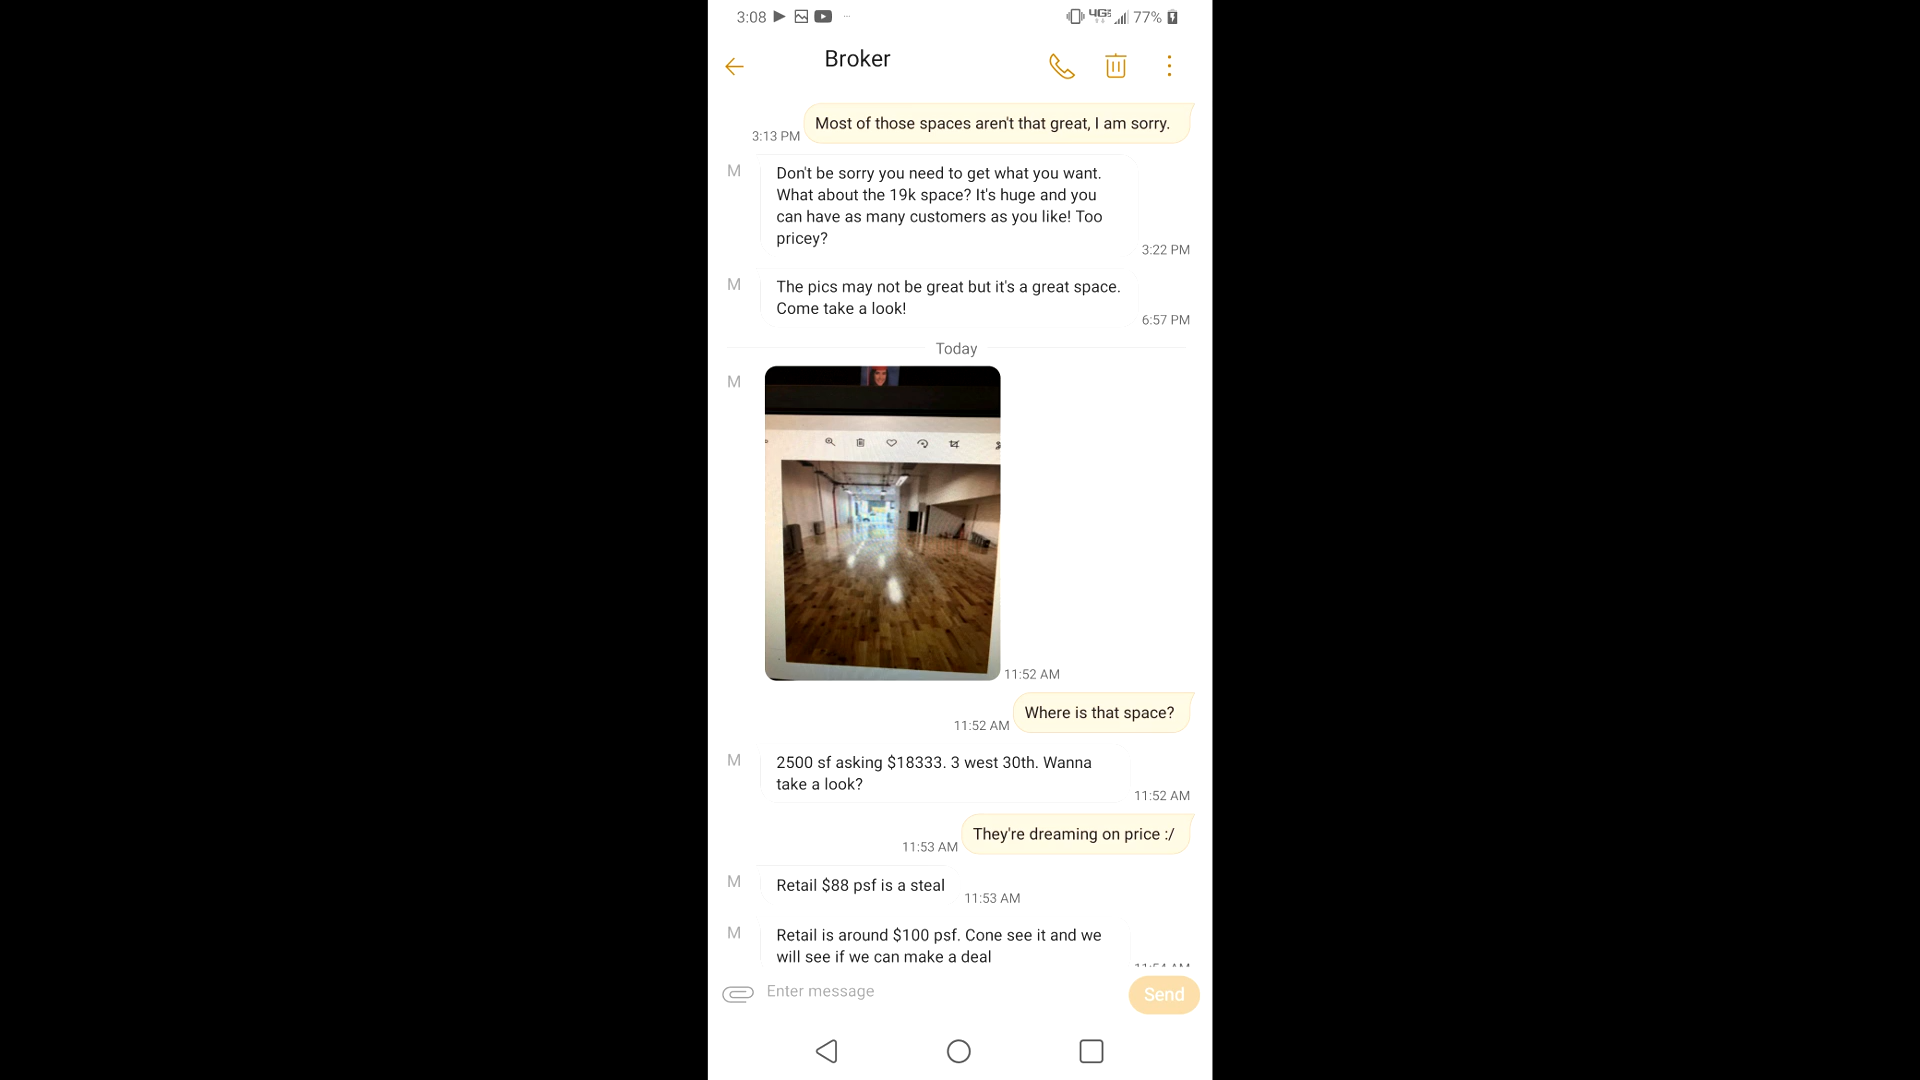 3:08
4G
77%
Broker
Most of those spaces aren't that great, I am sorry.
3:13 PM
M
Don't be sorry you need to get what you want.
What about the 19k space? It's huge and you
can have as many customers as you like! Too
pricey?
3:22 PM
M
The pics may not be great but it's a great space.
Come take a look!
6:57 PM
Today
M
11:52 AM
Where is that space?
11:52 AM
M
2500 sf asking $18333. 3 west 30th. Wanna
take a look?
11:52 AM
They're dreaming on price :/
11:53 AM
M
Retail $88 psf is a steal
11:53 AM
M
Retail is around $100 psf. Cone see it and we
will see if we can make a deal
11:54 AM
Enter message
Send